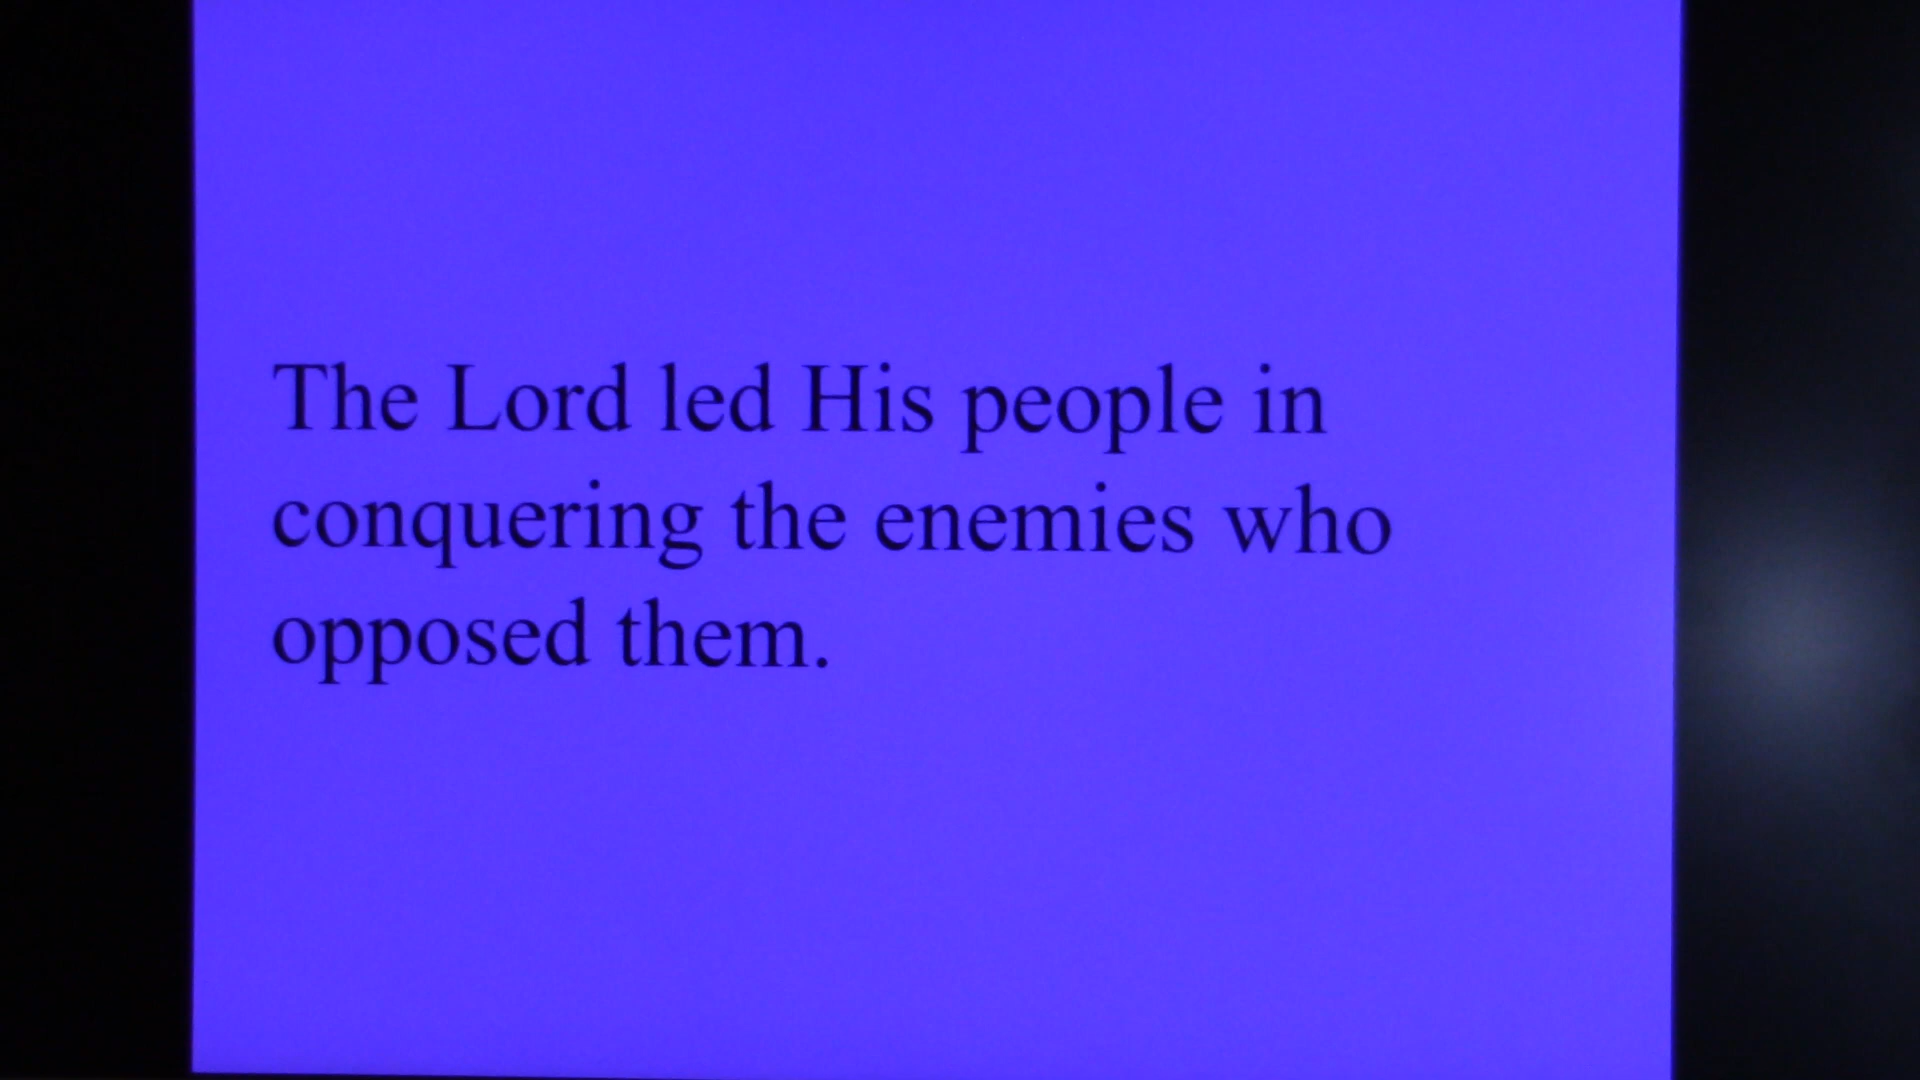 The Lord led His people in
conquering the enemies who
opposed them.